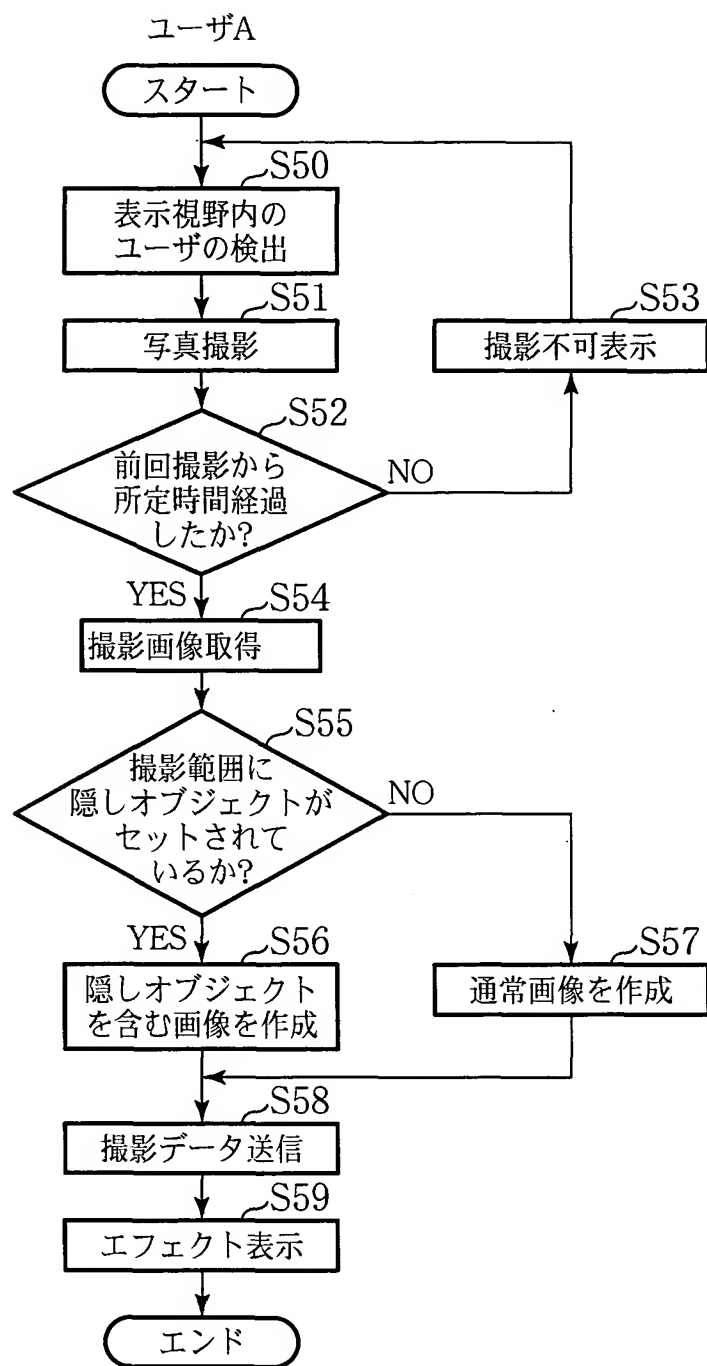 ユーザA
スタート
S50
表示視野内の
ユーザの検出
S51
写真撮影
S53
撮影不可表示
S52
前回撮影から
所定時間経過
したか?
NO
YES
S54
撮影画像取得
S55
撮影範囲に
隠しオブジェクトが
セットされて
いるか?
NO
YES
S56
隠しオブジェクト
を含む画像を作成
S57
通常画像を作成
S58
撮影データ送信
S59
エフェクト表示
エンド